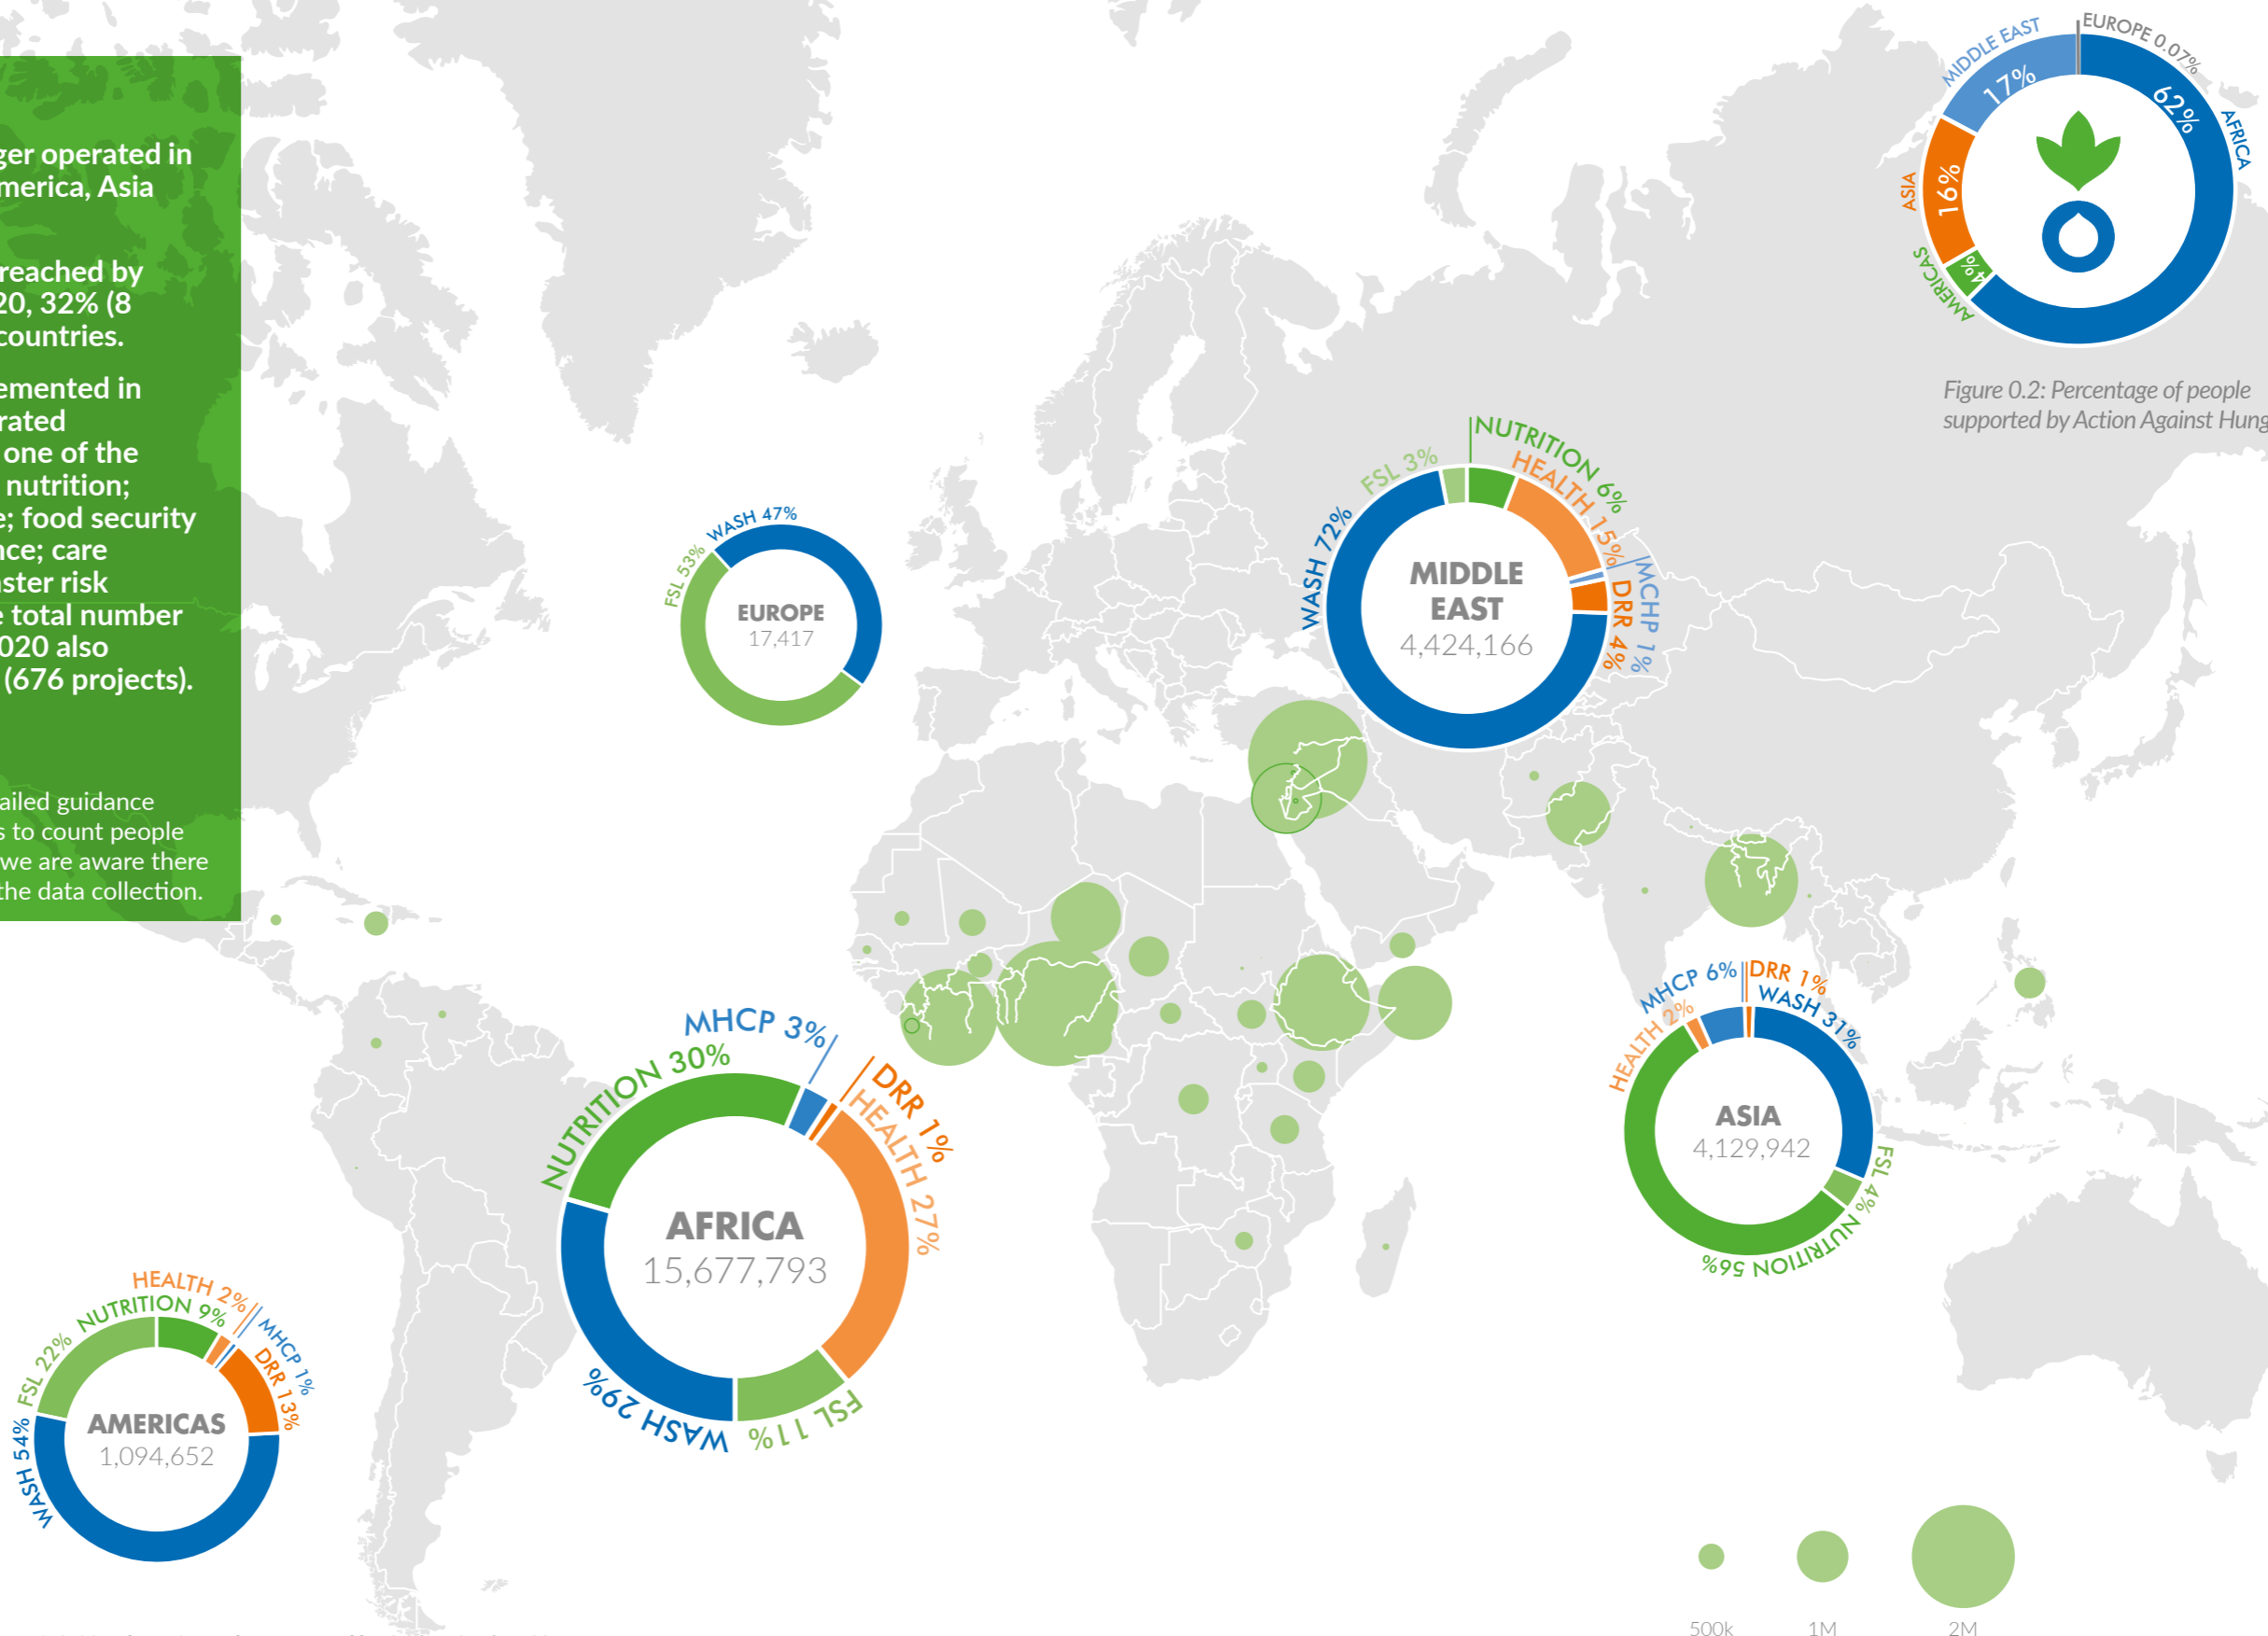 ger operated in
merica, Asia
reached by
20, 32% (8
countries.
emented in
rated
one of the
nutrition;
e; food security
nce; care
aster risk
e total number
020 also
(676 projects).
ailed guidance
s to count people
we are aware there
the data collection.
MIDDLE EAST
17%
EUROPE 0.07%
62%
AFRICA
ASIA
16%
AMERICAS
4%
Figure 0.2: Percentage of people
supported by Action Against Hung
WASH 47%
FSL 53%
EUROPE
17,417
FSL 3%
NUTRITION 6%
HEALTH 15%
MCHP 1%
DRR 4%
WASH 72%
MIDDLE
EAST
4,424,166
MHCP 6%
DRR 1%
WASH 31%
HEALTH 2%
FSL 4%
NUTRITION 56%
ASIA
4,129,942
MHCP 3%
NUTRITION 30%
DRR 1%
HEALTH 27%
FSL 11%
WASH 29%
AFRICA
15,677,793
HEALTH 2%
NUTRITION 9%
MHCP 1%
DRR 13%
FSL 22%
WASH 54%
AMERICAS
1,094,652
500k
1M
2M